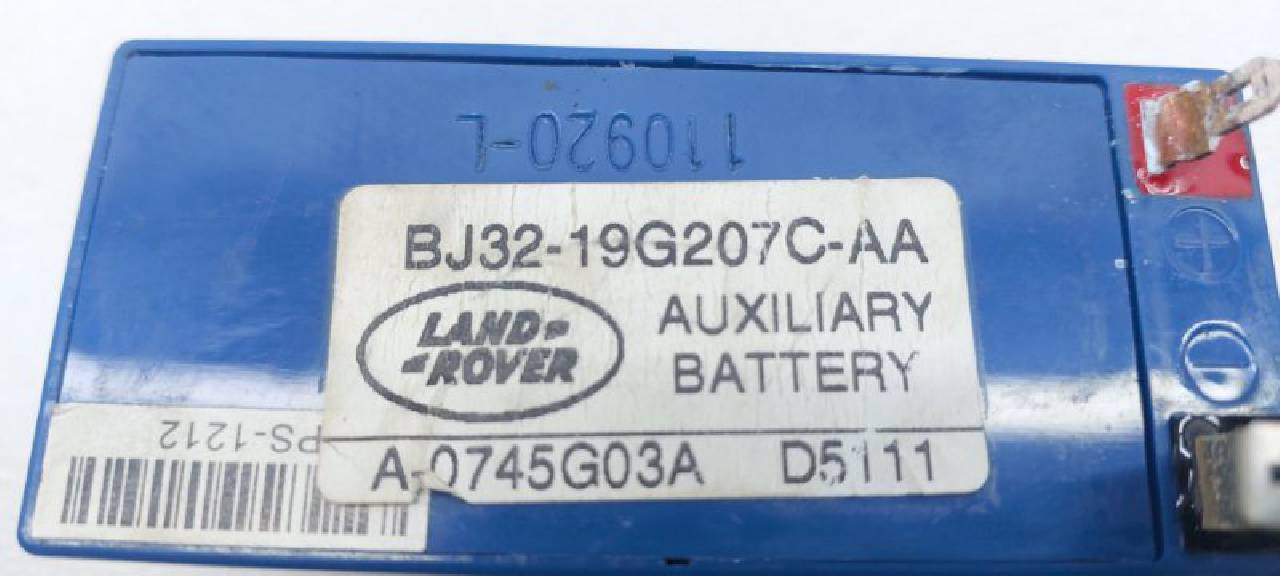 110920-L
BJ32-19G207C-AA
LAND
ROVER
AUXILIARY
BATTERY
A-0745G03A D5111
PS-1212
+
-